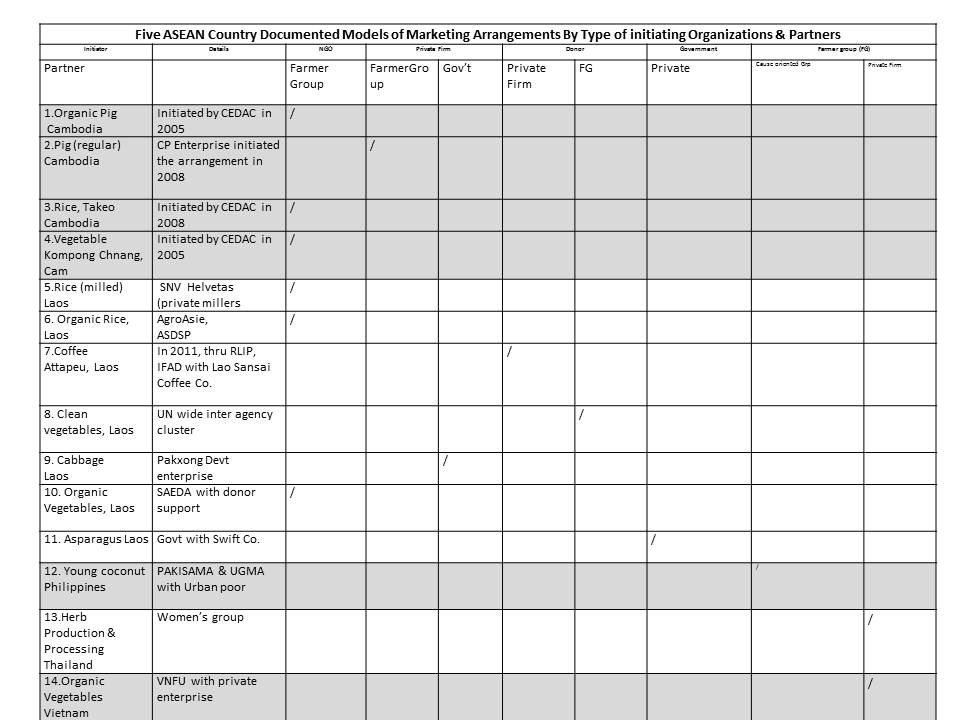 Five ASEAN Country Documented Models of Marketing Arrangements By Type of initiating Organizations & Partners
Initiator Details NGO Private Firm Donor Government Farmer group (FG)
Partner Farmer FarmerGro Gov't Private FG Private Cause oriented Grp Private Firm
Group up Firm
1.Organic Pig Initiated by CEDAC in /
Cambodia 2005
2.Pig (regular) CP Enterprise initiated /
Cambodia the arrangement in
2008
3.Rice, Takeo Initiated by CEDAC in /
Cambodia 2008
4.Vegetable Initiated by CEDAC in /
Kompong Chnang, 2005
Cam
5.Rice (milled) SNV Helvetas /
Laos (private millers
6. Organic Rice, AgroAsie, /
Laos ASDSP
7.Coffee In 2011, thru RLIP, /
Attapeu, Laos IFAD with Lao Sansai
Coffee Co.
8. Clean UN wide inter agency /
vegetables, Laos cluster
9. Cabbage Pakxong Devt /
Laos enterprise
10. Organic SAEDA with donor /
Vegetables, Laos support
11. Asparagus Laos Govt with Swift Co. /
12. Young coconut PAKISAMA & UGMA /
Philippines with Urban poor
13.Herb Women's group /
Production &
Processing
Thailand
14.Organic VNFU with private /
Vegetables enterprise
Vietnam